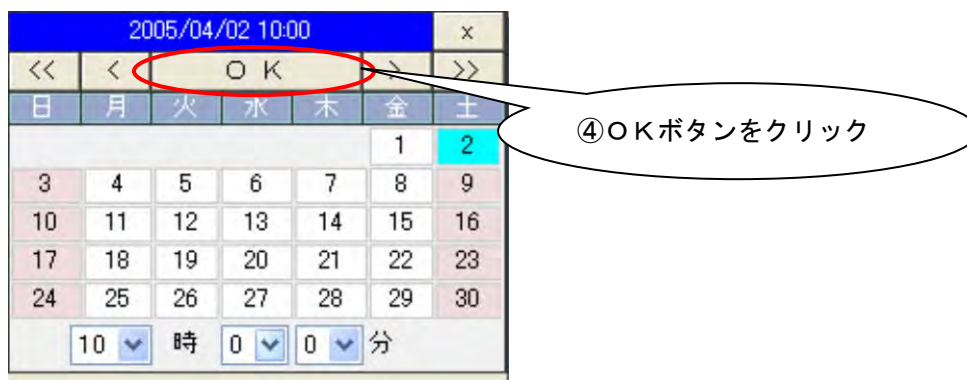 2005/04/02 10:00 x
<< < ＯＫ > >>
日 月 火 水 木 金 土
1 2
3 4 5 6 7 8 9
10 11 12 13 14 15 16
17 18 19 20 21 22 23
24 25 26 27 28 29 30
10 時 0 0 分
④ＯＫボタンをクリック